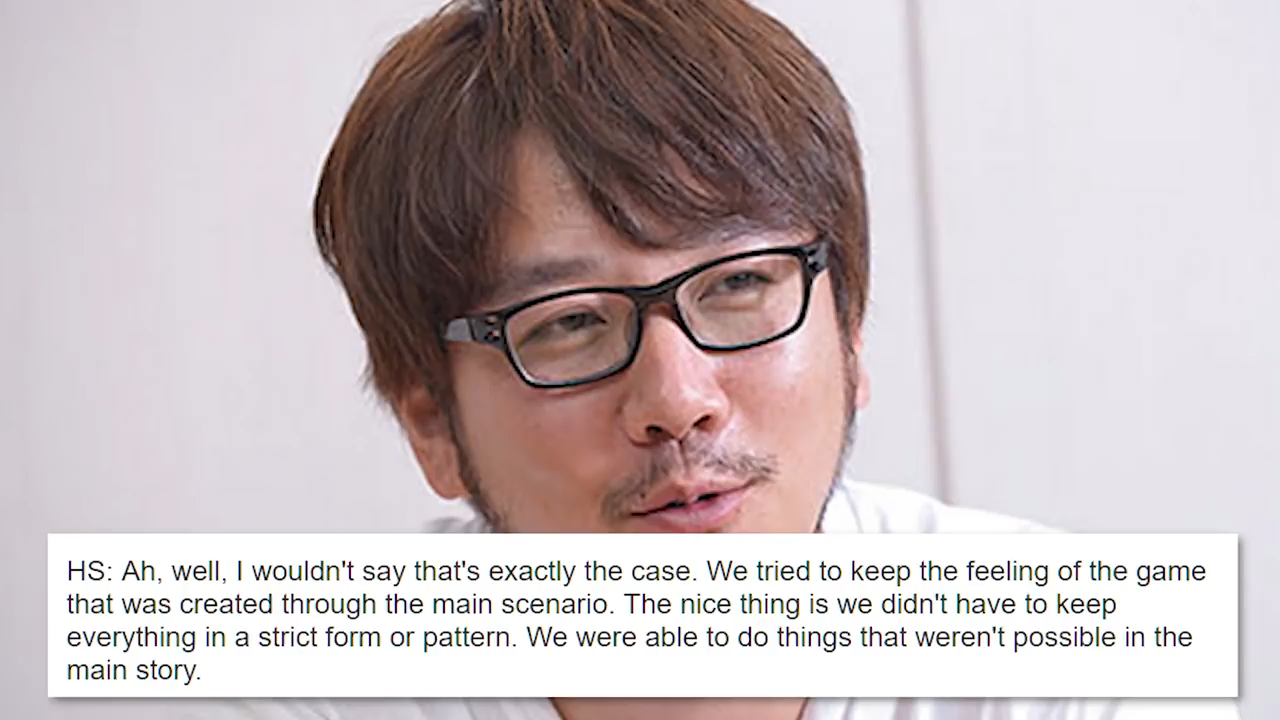 HS: Ah, well, I wouldn't say that's exactly the case. We tried to keep the feeling of the game
that was created through the main scenario. The nice thing is we didn't have to keep
everything in a strict form or pattern. We were able to do things that weren't possible in the
main story.